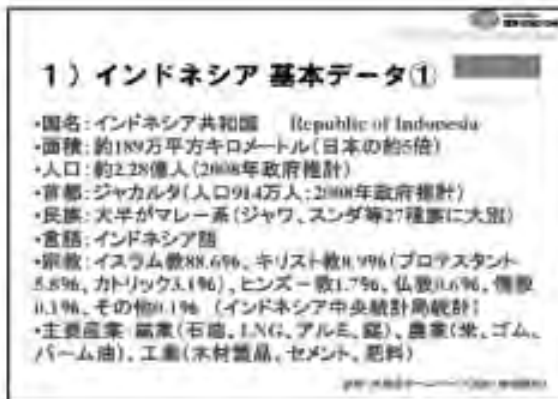 1）インドネシア 基本データ①
・国名：インドネシア共和国　Republic of Indonesia
・面積：約189万平方キロメートル（日本の約5倍）
・人口：約2.28億人（2008年政府推計）
・首都：ジャカルタ（人口914万人：2008年政府推計）
・民族：大半がマレー系（ジャワ、スンダ等27種族に大別）
・言語：インドネシア語
・宗教：イスラム教88.6%、キリスト教8.9%（プロテスタント
5.8%、カトリック3.1%）、ヒンズー教1.7%、仏教0.6%、儒教
0.1%、その他0.1%　（インドネシア中央統計局統計）
・主要産業：鉱業（石油、LNG、アルミ、錫）、農業（米、ゴム、
パーム油）、工業（木材製品、セメント、肥料）